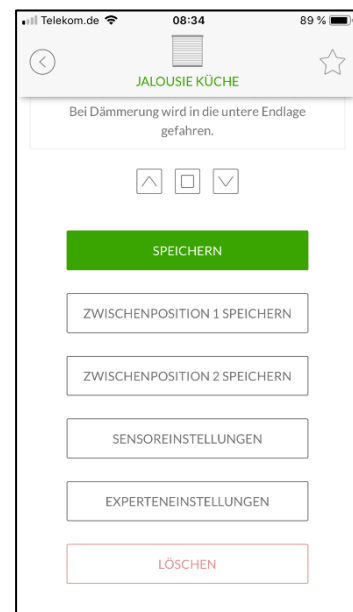 Telekom.de 08:34 89 %
JALOUSIE KÜCHE
Bei Dämmerung wird in die untere Endlage
gefahren.
SPEICHERN
ZWISCHENPOSITION 1 SPEICHERN
ZWISCHENPOSITION 2 SPEICHERN
SENSOREINSTELLUNGEN
EXPERTENEINSTELLUNGEN
LÖSCHEN